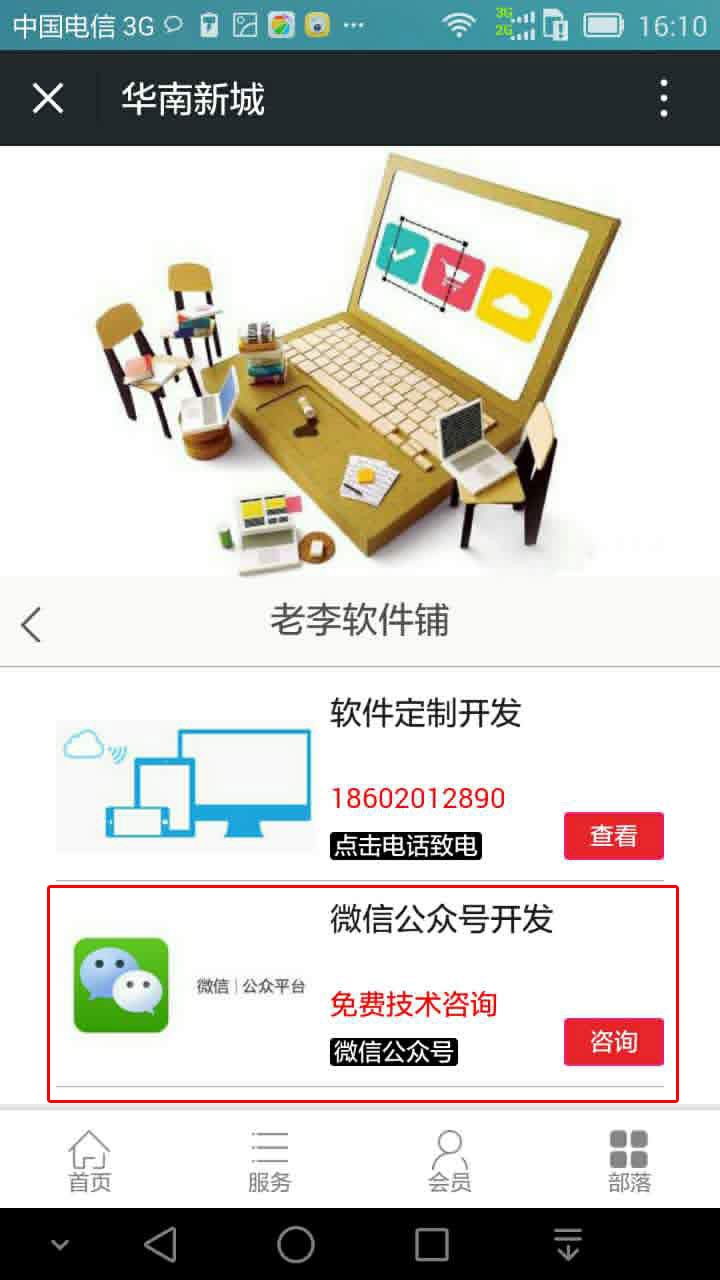 中国电信 3G
3G
2G
16:10
华南新城
老李软件铺
软件定制开发
18602012890
点击电话致电
查看
微信公众号开发
微信|公众平台
免费技术咨询
微信公众号
咨询
首页
服务
会员
部落